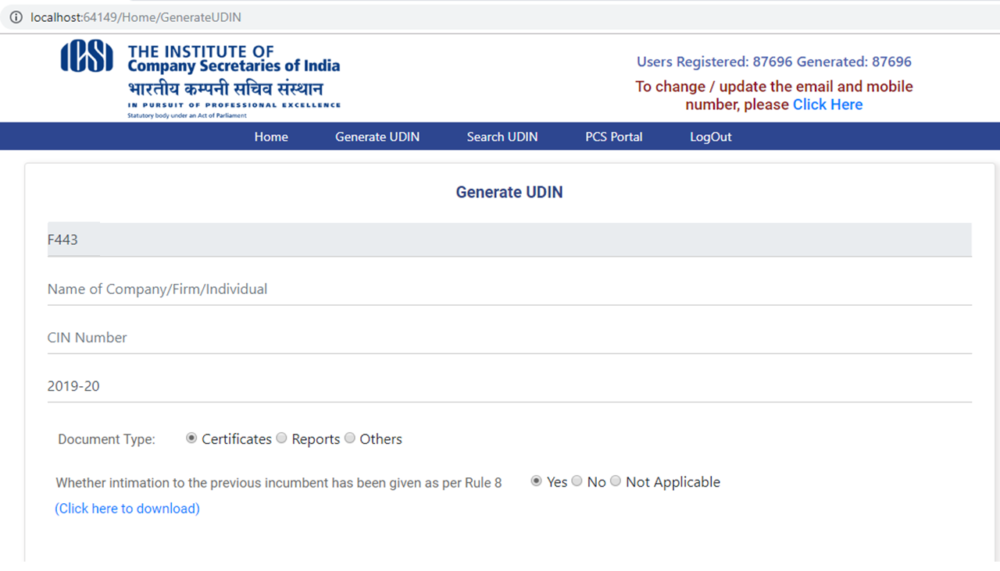 localhost:64149/Home/GenerateUDIN
ICSI
THE INSTITUTE OF
Company Secretaries of India
भारतीय कम्पनी सचिव संस्थान
IN PURSUIT OF PROFESSIONAL EXCELLENCE
Statutory body under an Act of Parliament
Users Registered: 87696 Generated: 87696
To change / update the email and mobile
number, please Click Here
Home Generate UDIN Search UDIN PCS Portal LogOut
Generate UDIN
F443
Name of Company/Firm/Individual
CIN Number
2019-20
Document Type: Certificates Reports Others
Whether intimation to the previous incumbent has been given as per Rule 8 Yes No Not Applicable
(Click here to download)